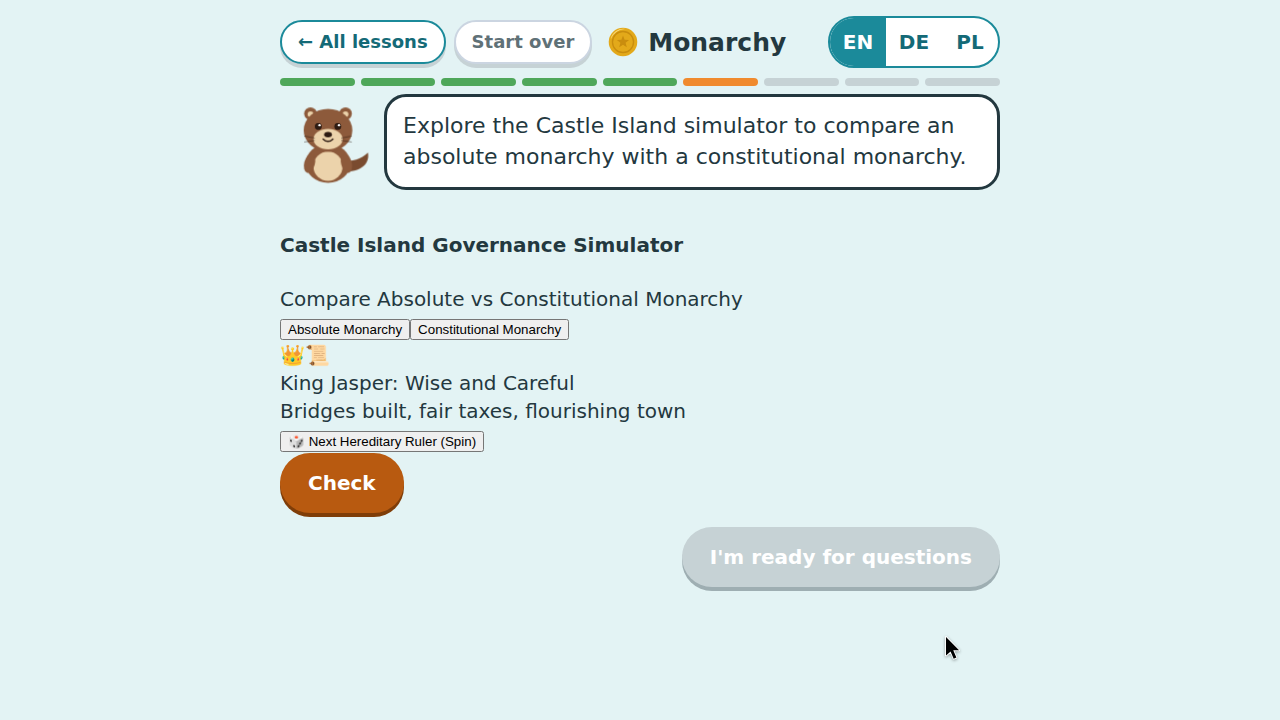 ← All lessons
Start over
Monarchy
EN DE PL
Explore the Castle Island simulator to compare an
absolute monarchy with a constitutional monarchy.
Castle Island Governance Simulator
Compare Absolute vs Constitutional Monarchy
Absolute Monarchy Constitutional Monarchy
👑📜
King Jasper: Wise and Careful
Bridges built, fair taxes, flourishing town
🎲 Next Hereditary Ruler (Spin)
Check
I'm ready for questions